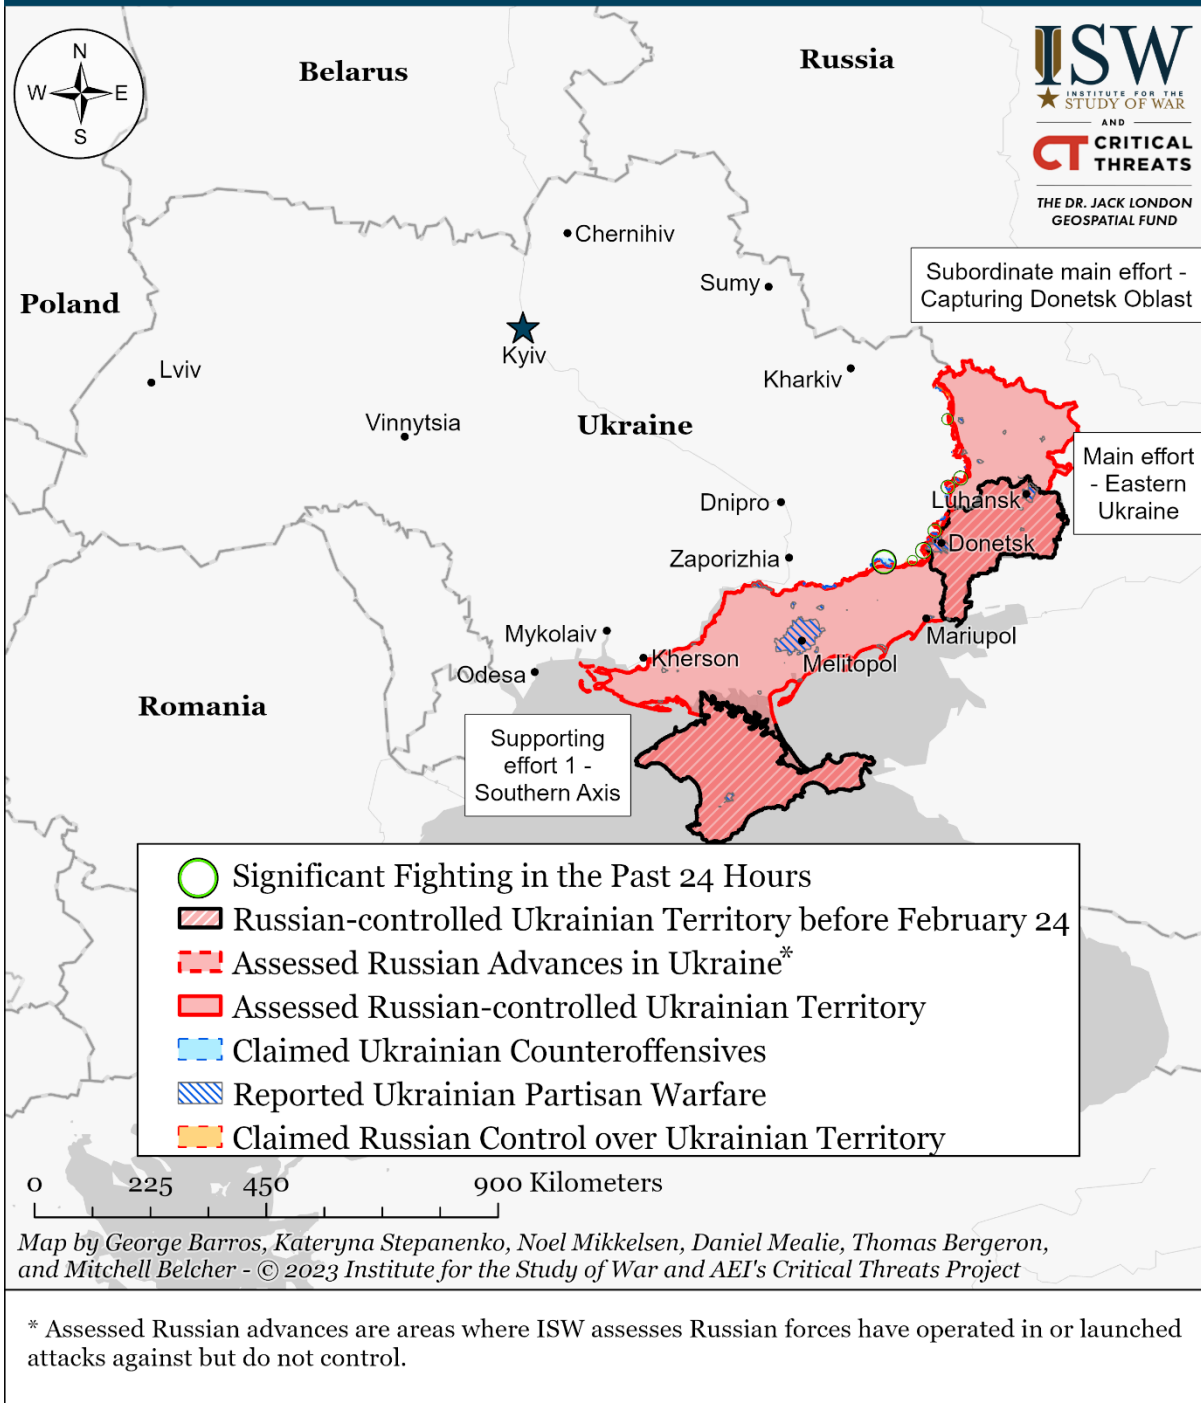 N
W
E
S
Belarus
Russia
ISW
INSTITUTE FOR THE
STUDY OF WAR
AND
CT CRITICAL
THREATS
THE DR. JACK LONDON
GEOSPATIAL FUND
Chernihiv
Subordinate main effort -
Capturing Donetsk Oblast
Sumy
Poland
Kyiv
Lviv
Kharkiv
Vinnytsia
Ukraine
Main effort
- Eastern
Ukraine
Dnipro
Luhansk
Donetsk
Zaporizhia
Mykolaiv
Mariupol
Kherson
Melitopol
Odesa
Romania
Supporting
effort 1 -
Southern Axis
Significant Fighting in the Past 24 Hours
Russian-controlled Ukrainian Territory before February 24
Assessed Russian Advances in Ukraine*
Assessed Russian-controlled Ukrainian Territory
Claimed Ukrainian Counteroffensives
Reported Ukrainian Partisan Warfare
Claimed Russian Control over Ukrainian Territory
0 225 450 900 Kilometers
Map by George Barros, Kateryna Stepanenko, Noel Mikkelsen, Daniel Mealie, Thomas Bergeron,
and Mitchell Belcher - © 2023 Institute for the Study of War and AEI's Critical Threats Project
* Assessed Russian advances are areas where ISW assesses Russian forces have operated in or launched
attacks against but do not control.